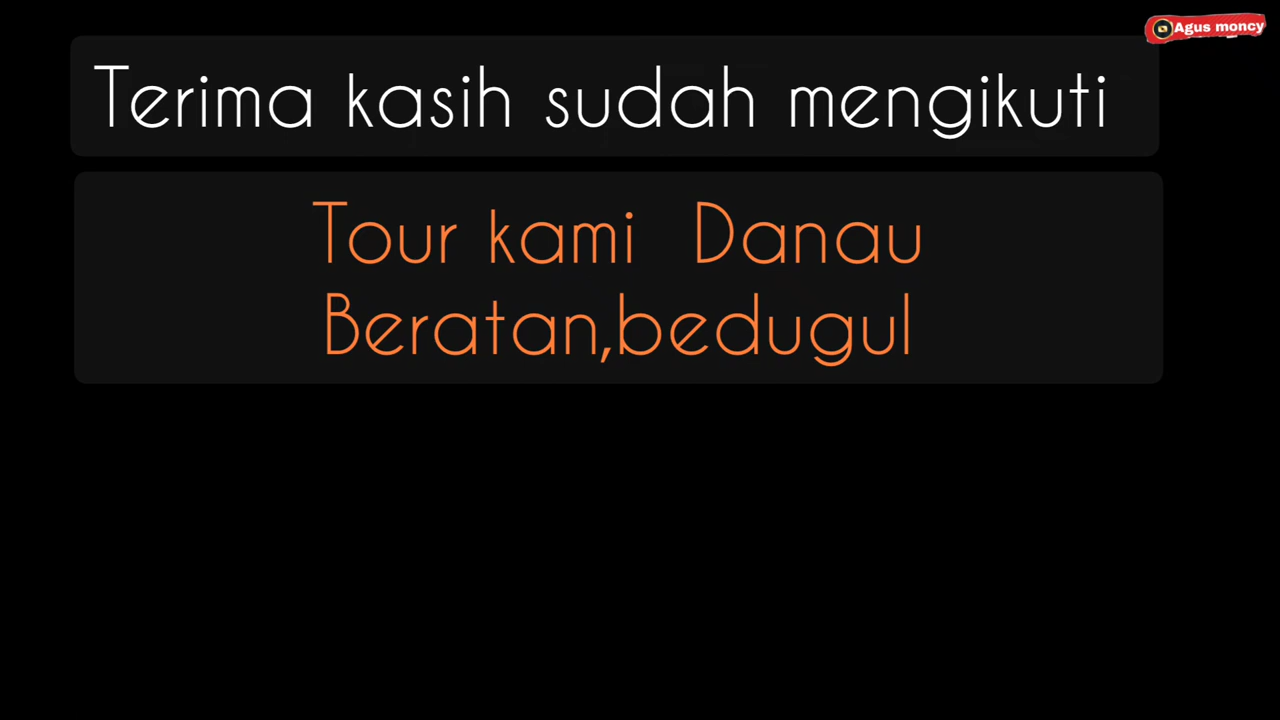 Agus moncy
Terima kasih sudah mengikuti
Tour kami Danau
Beratan,bedugul